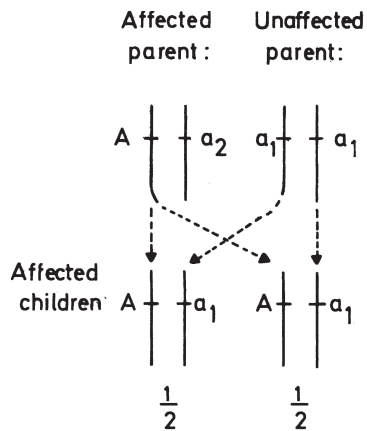 Affected Unaffected
parent: parent:
A a2 a1 a1
Affected
children A a1 A a1
1/2 1/2